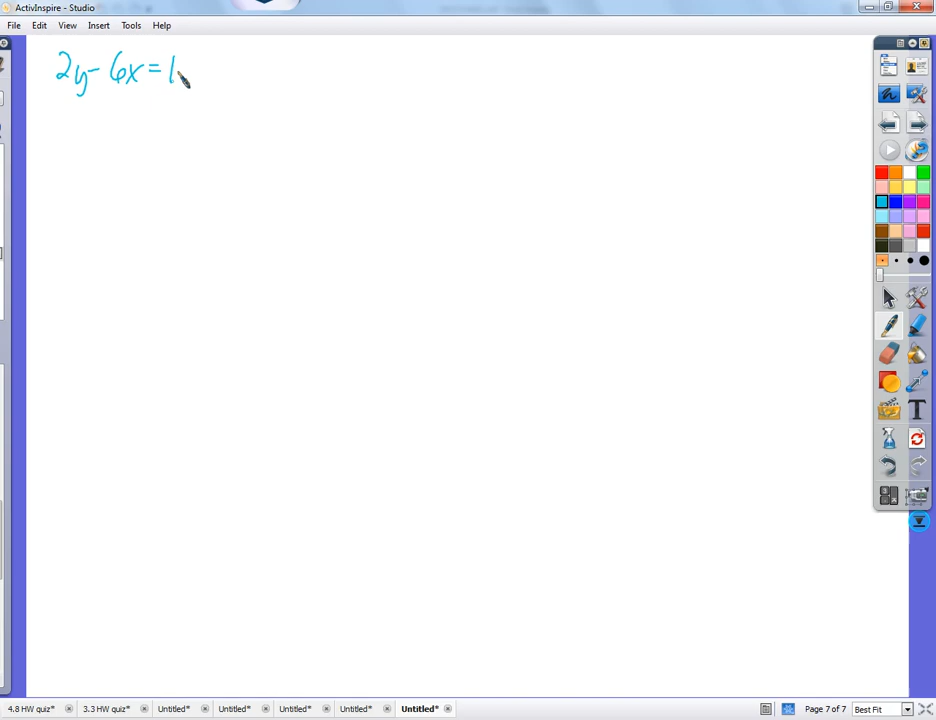 ActivInspire - Studio
File Edit View Insert Tools Help
2y - 6x = 1
4.8 HW quiz* 3.3 HW quiz* Untitled* Untitled* Untitled* Untitled* Untitled* Page 7 of 7 Best Fit